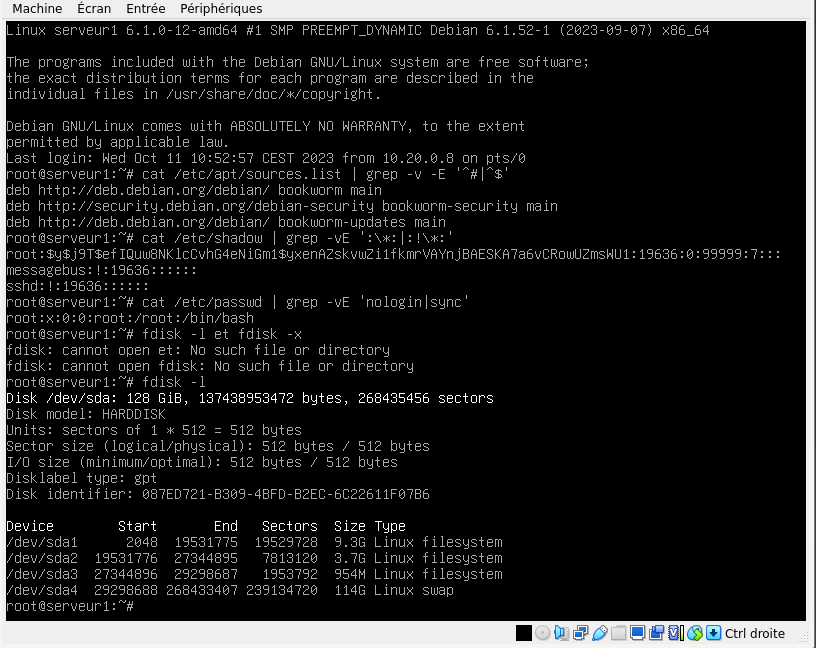 Machine Écran Entrée Périphériques
Linux serveur1 6.1.0-12-amd64 #1 SMP PREEMPT_DYNAMIC Debian 6.1.52-1 (2023-09-07) x86_64
The programs included with the Debian GNU/Linux system are free software;
the exact distribution terms for each program are described in the
individual files in /usr/share/doc/*/copyright.
Debian GNU/Linux comes with ABSOLUTELY NO WARRANTY, to the extent
permitted by applicable law.
Last login: Wed Oct 11 10:52:57 CEST 2023 from 10.20.0.8 on pts/0
root@serveur1:~# cat /etc/apt/sources.list | grep -v -E '^#|^$'
deb http://deb.debian.org/debian/ bookworm main
deb http://security.debian.org/debian-security bookworm-security main
deb http://deb.debian.org/debian/ bookworm-updates main
root@serveur1:~# cat /etc/shadow | grep -vE ':\*:|:!\*:'
root:$y$j9T$efIQuw8NKlcCvhG4eNiGm1$yxenAZskvwZi1fkmrVAYnjBAESKA7a6vCRowUZmsWU1:19636:0:99999:7:::
messagebus:!:19636::::::
sshd:!:19636::::::
root@serveur1:~# cat /etc/passwd | grep -vE 'nologin|sync'
root:x:0:0:root:/root:/bin/bash
root@serveur1:~# fdisk -l et fdisk -x
fdisk: cannot open et: No such file or directory
fdisk: cannot open fdisk: No such file or directory
root@serveur1:~# fdisk -l
Disk /dev/sda: 128 GiB, 137438953472 bytes, 268435456 sectors
Disk model: HARDDISK
Units: sectors of 1 * 512 = 512 bytes
Sector size (logical/physical): 512 bytes / 512 bytes
I/O size (minimum/optimal): 512 bytes / 512 bytes
Disklabel type: gpt
Disk identifier: 087ED721-B309-4BFD-B2EC-6C22611F07B6
Device Start End Sectors Size Type
/dev/sda1 2048 19531775 19529728 9.3G Linux filesystem
/dev/sda2 19531776 27344895 7813120 3.7G Linux filesystem
/dev/sda3 27344896 29298687 1953792 954M Linux filesystem
/dev/sda4 29298688 268433407 239134720 114G Linux swap
root@serveur1:~#
Ctrl droite